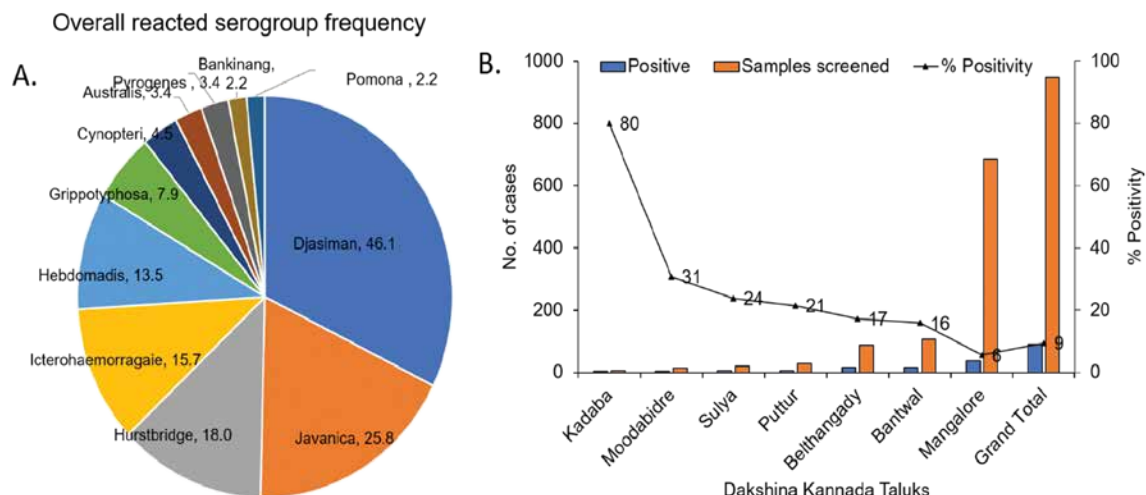 Overall reacted serogroup frequency
A.
Bankinang, 2.2
Pomona , 2.2
Pyrogenes , 3.4
Australis, 3.4
Cynopteri, 4.5
Grippotyphosa, 7.9
Hebdomadis, 13.5
Icterohaemorragaie, 15.7
Hurstbridge, 18.0
Javanica, 25.8
Djasiman, 46.1
B.
Positive
Samples screened
% Positivity
No. of cases
1000
800
600
400
200
0
% Positivity
100
80
60
40
20
0
80
31
24
21
17
16
6
9
Kadaba
Moodabidre
Sulya
Puttur
Belthangady
Bantwal
Mangalore
Grand Total
Dakshina Kannada Taluks